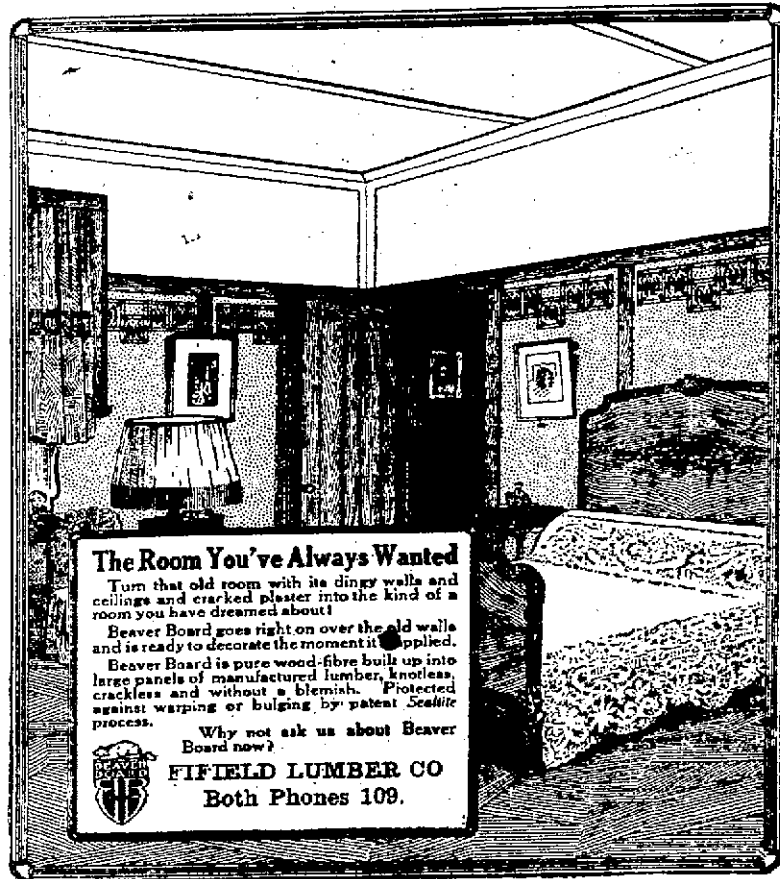 The Room You've Always Wanted
Turn that old room with its dingy walls and
ceilings and cracked plaster into the kind of a
room you have dreamed about!
Beaver Board goes right on over the old walls
and is ready to decorate the moment it applied.
Beaver Board is pure wood-fibre built up into
large panels of manufactured lumber, knotless,
crackless and without a blemish. Protected
against warping or bulging by patent Sealtite
process.
Why not ask us about Beaver
Board now?
BEAVER
BOARD
FIFIELD LUMBER CO
Both Phones 109.